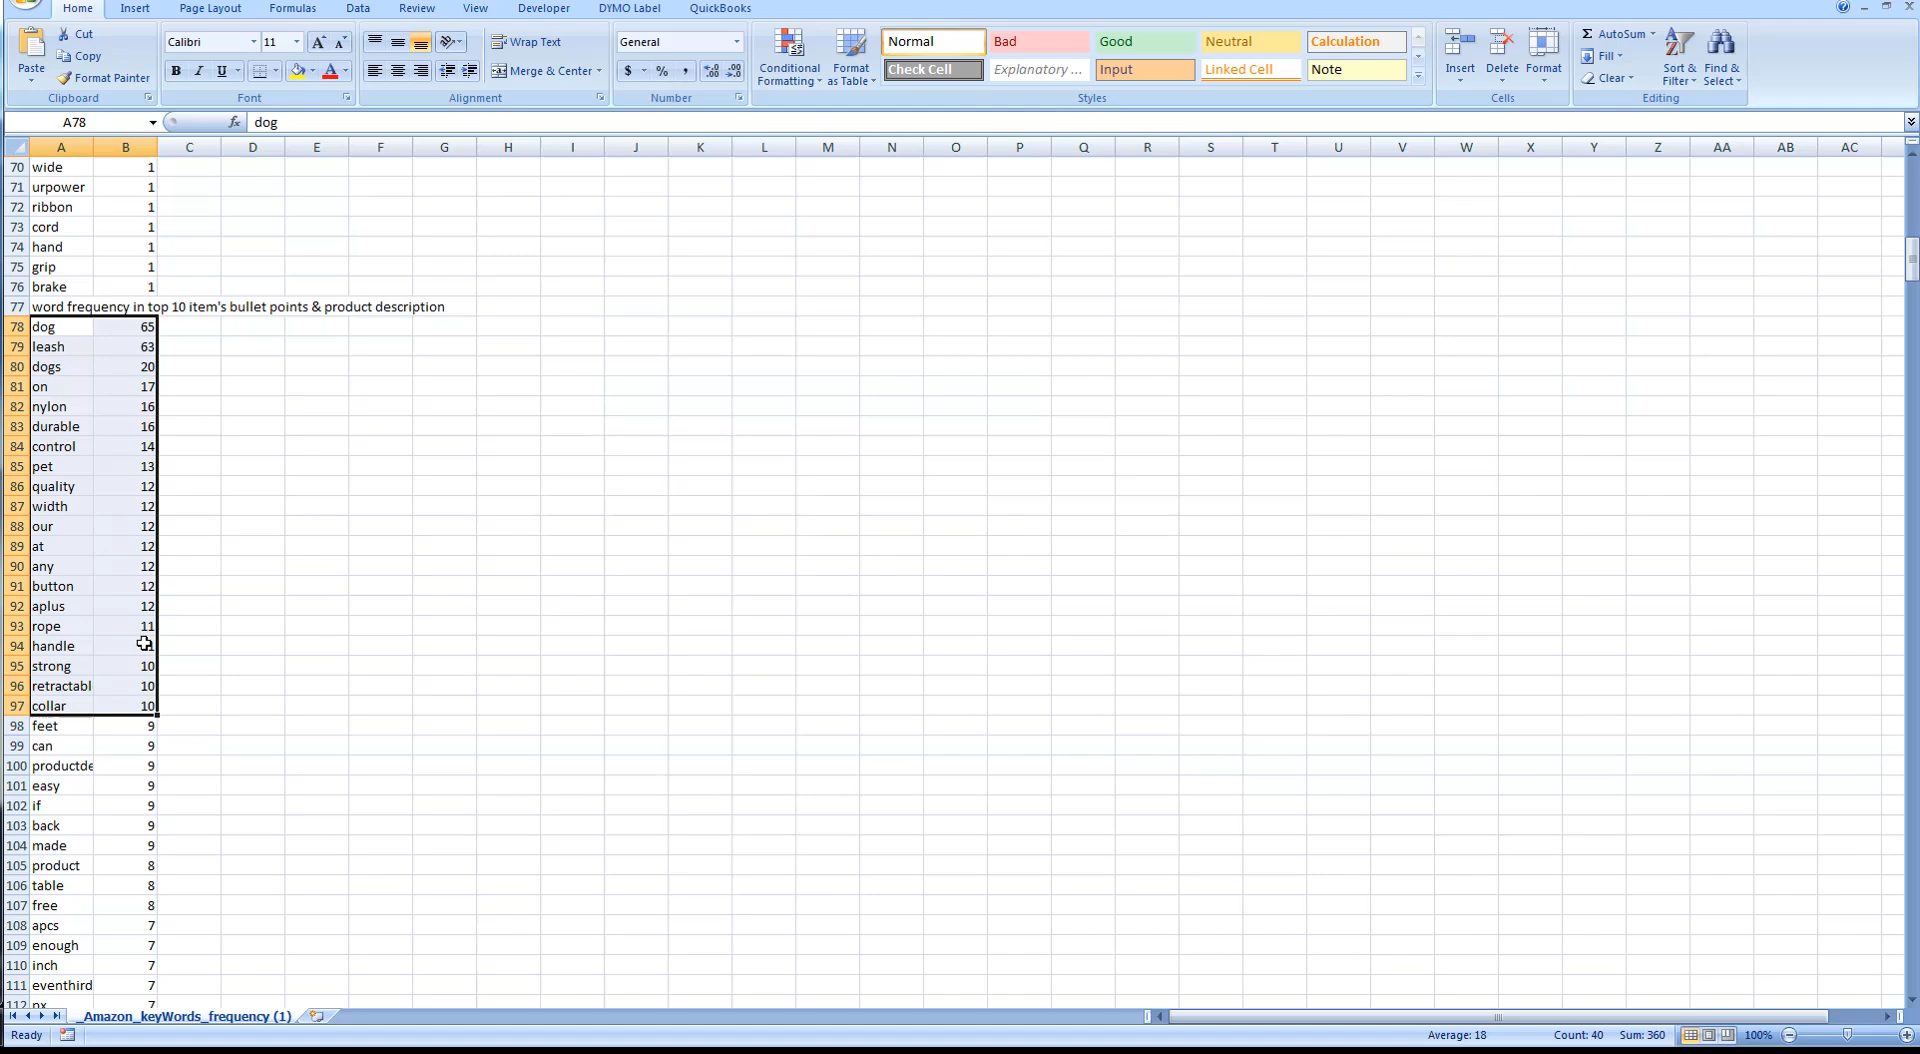 Home Insert Page Layout Formulas Data Review View Developer DYMO Label QuickBooks
Paste
Cut
Copy
Format Painter
Clipboard
Calibri 11 A A
B I U A
Font
Wrap Text
Merge & Center
Alignment
General
$ % ,
Number
Conditional Formatting
Format as Table
Normal Bad Good Neutral Calculation
Check Cell Explanatory ... Input Linked Cell Note
Styles
Insert Delete Format
Cells
Σ AutoSum
Fill
Clear
Sort & Filter
Find & Select
Editing
A78 fx dog
A B C D E F G H I J K L M N O P Q R S T U V W X Y Z AA AB AC
70 wide 1
71 urpower 1
72 ribbon 1
73 cord 1
74 hand 1
75 grip 1
76 brake 1
77 word frequency in top 10 item's bullet points & product description
78 dog 65
79 leash 63
80 dogs 20
81 on 17
82 nylon 16
83 durable 16
84 control 14
85 pet 13
86 quality 12
87 width 12
88 our 12
89 at 12
90 any 12
91 button 12
92 aplus 12
93 rope 11
94 handle
95 strong 10
96 retractabl 10
97 collar 10
98 feet 9
99 can 9
100 productde 9
101 easy 9
102 if 9
103 back 9
104 made 9
105 product 8
106 table 8
107 free 8
108 apcs 7
109 enough 7
110 inch 7
111 eventhird 7
112 px 7
_Amazon_keyWords_frequency (1)
Ready Average: 18 Count: 40 Sum: 360 100%